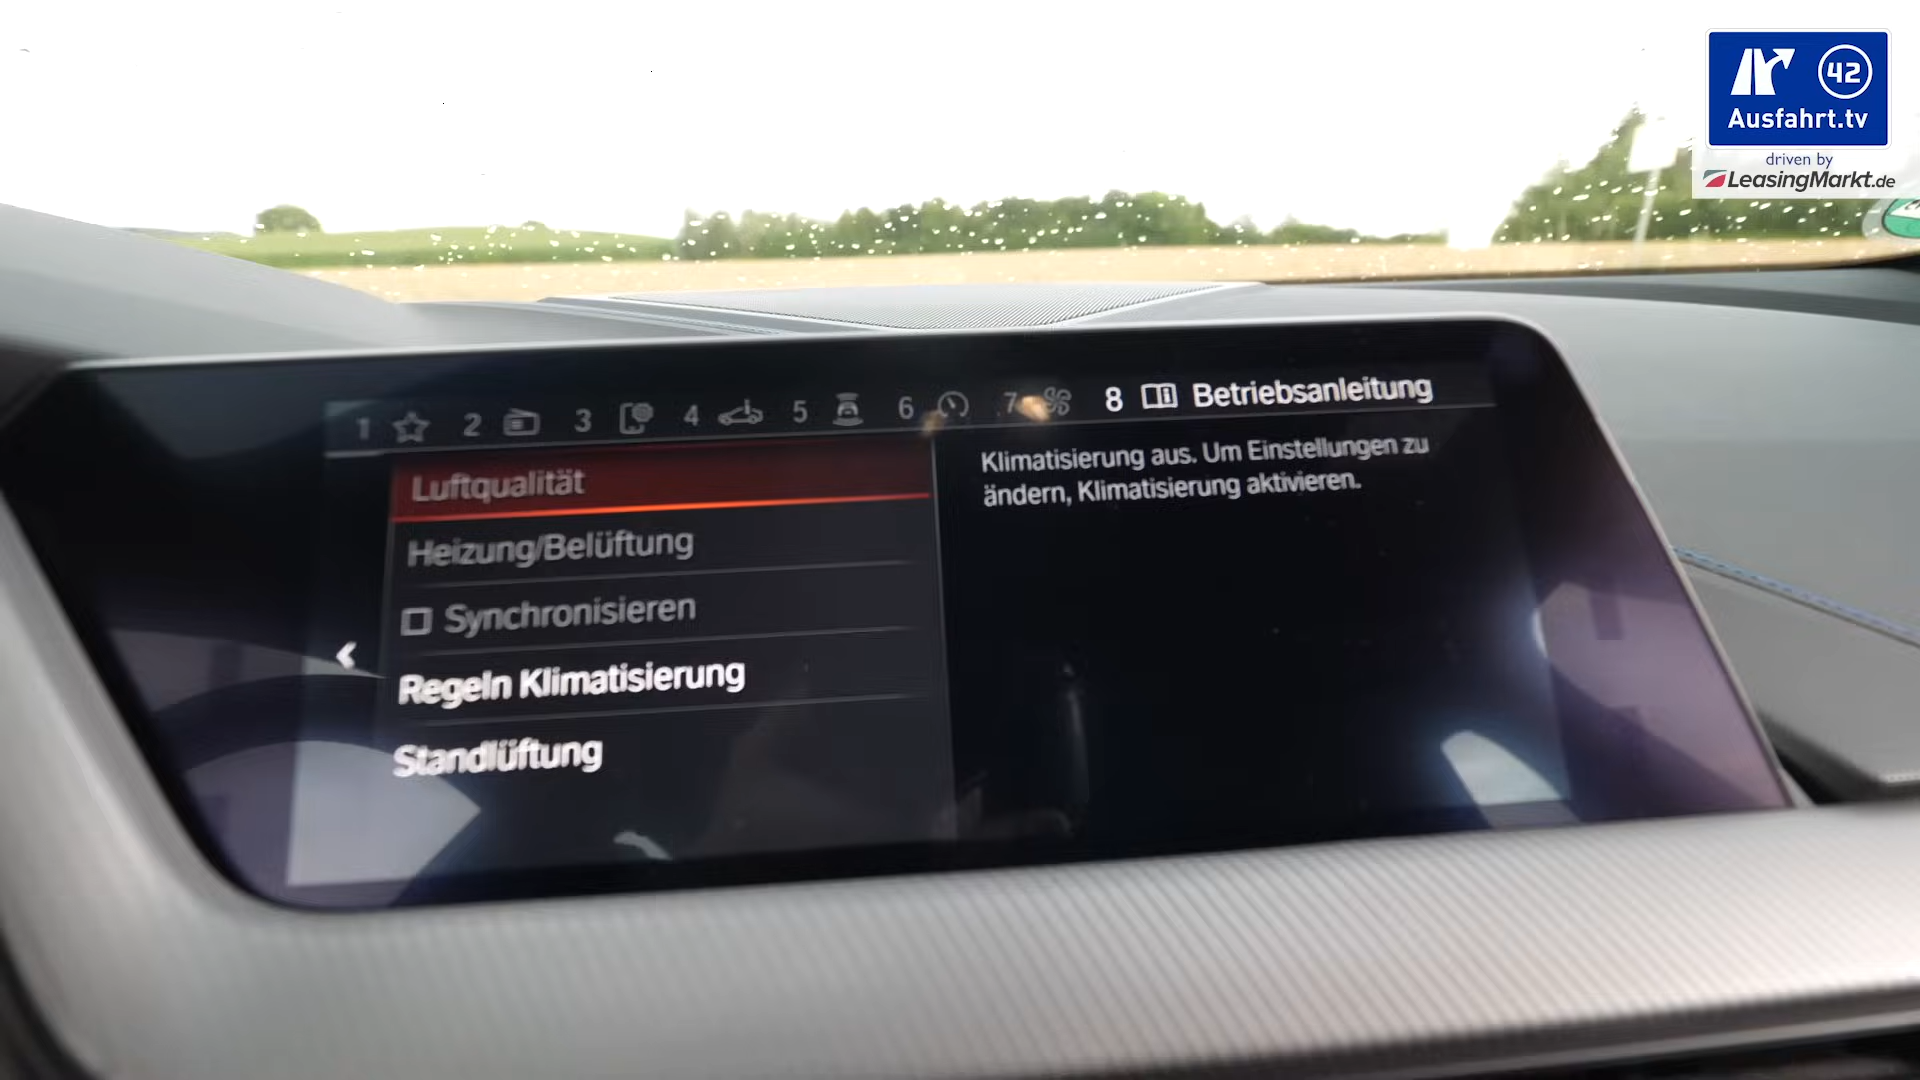 42
Ausfahrt.tv
driven by
LeasingMarkt.de
1 2 3 4 5 6 7 8 Betriebsanleitung
Luftqualität
Heizung/Belüftung
Synchronisieren
Regeln Klimatisierung
Standlüftung
Klimatisierung aus. Um Einstellungen zu
ändern, Klimatisierung aktivieren.